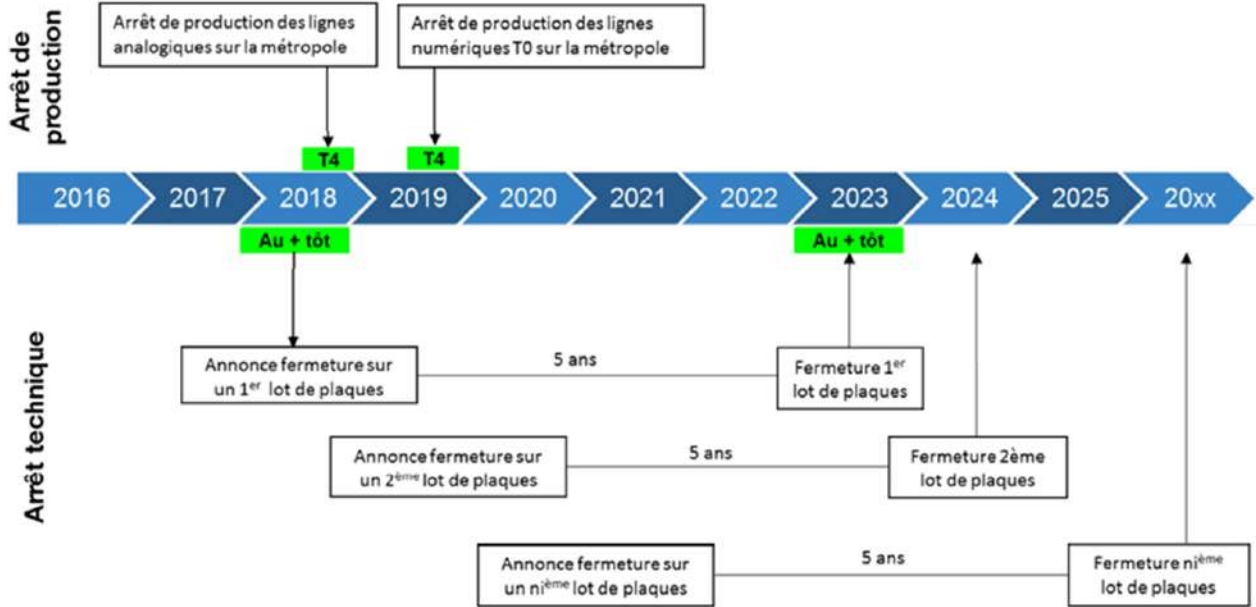 Arrêt de
production
Arrêt de production des lignes
analogiques sur la métropole
Arrêt de production des lignes
numériques T0 sur la métropole
T4
T4
2016
2017
2018
2019
2020
2021
2022
2023
2024
2025
20xx
Au + tôt
Au + tôt
Arrêt technique
Annonce fermeture sur
un 1er lot de plaques
5 ans
Fermeture 1er
lot de plaques
Annonce fermeture sur
un 2ème lot de plaques
5 ans
Fermeture 2ème
lot de plaques
Annonce fermeture sur
un nième lot de plaques
5 ans
Fermeture nième
lot de plaques